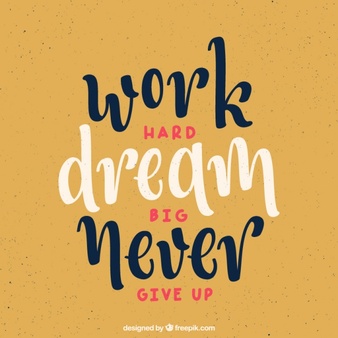 work
HARD
dream
BIG
Never
GIVE UP
designed by freepik.com